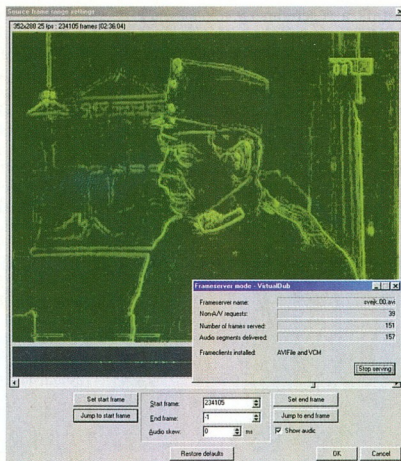 Source frame range settings
352x288 25 fps : 234105 frames (02:36:04)
Frameserver mode - VirtualDub
Frameserver name: svejk.00.avi
Non-A/V requests: 39
Number of frames served: 151
Audio segments delivered: 157
Frameclients installed: AVIFile and VCM
Stop serving
Set start frame
Start frame: 234105
Set end frame
Jump to start frame
End frame: -1
Jump to end frame
Audio skew: 0 ms
Show audio
Restore defaults
OK
Cancel